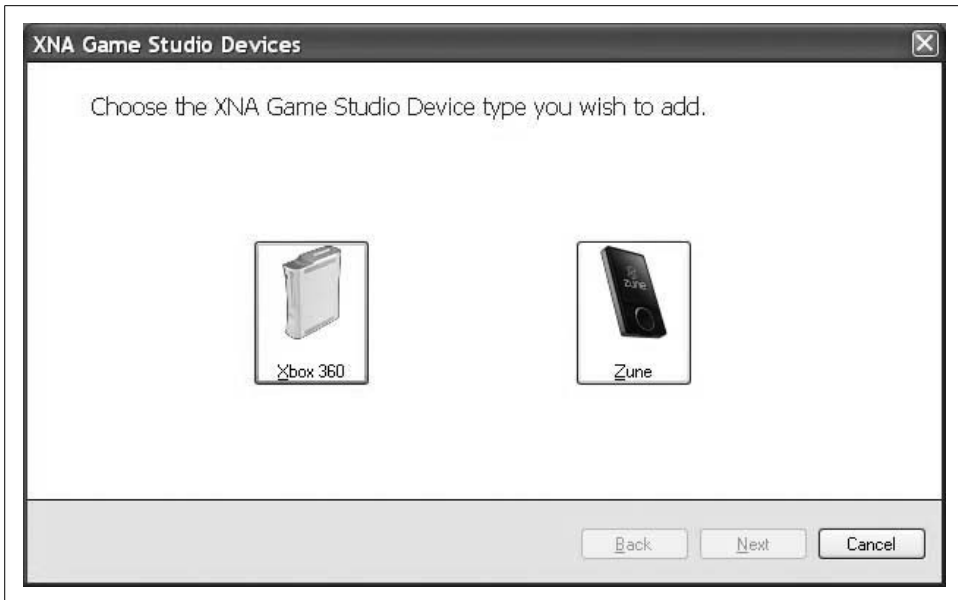 XNA Game Studio Devices
Choose the XNA Game Studio Device type you wish to add.
zune
Xbox 360
Zune
Back
Next
Cancel